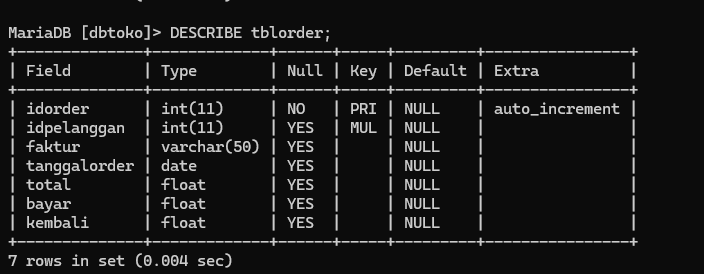 MariaDB [dbtoko]> DESCRIBE tblorder;
+--------------+-------------+------+-----+---------+----------------+
| Field        | Type        | Null | Key | Default | Extra          |
+--------------+-------------+------+-----+---------+----------------+
| idorder      | int(11)     | NO   | PRI | NULL    | auto_increment |
| idpelanggan  | int(11)     | YES  | MUL | NULL    |                |
| faktur       | varchar(50) | YES  |     | NULL    |                |
| tanggalorder | date        | YES  |     | NULL    |                |
| total        | float       | YES  |     | NULL    |                |
| bayar        | float       | YES  |     | NULL    |                |
| kembali      | float       | YES  |     | NULL    |                |
+--------------+-------------+------+-----+---------+----------------+
7 rows in set (0.004 sec)